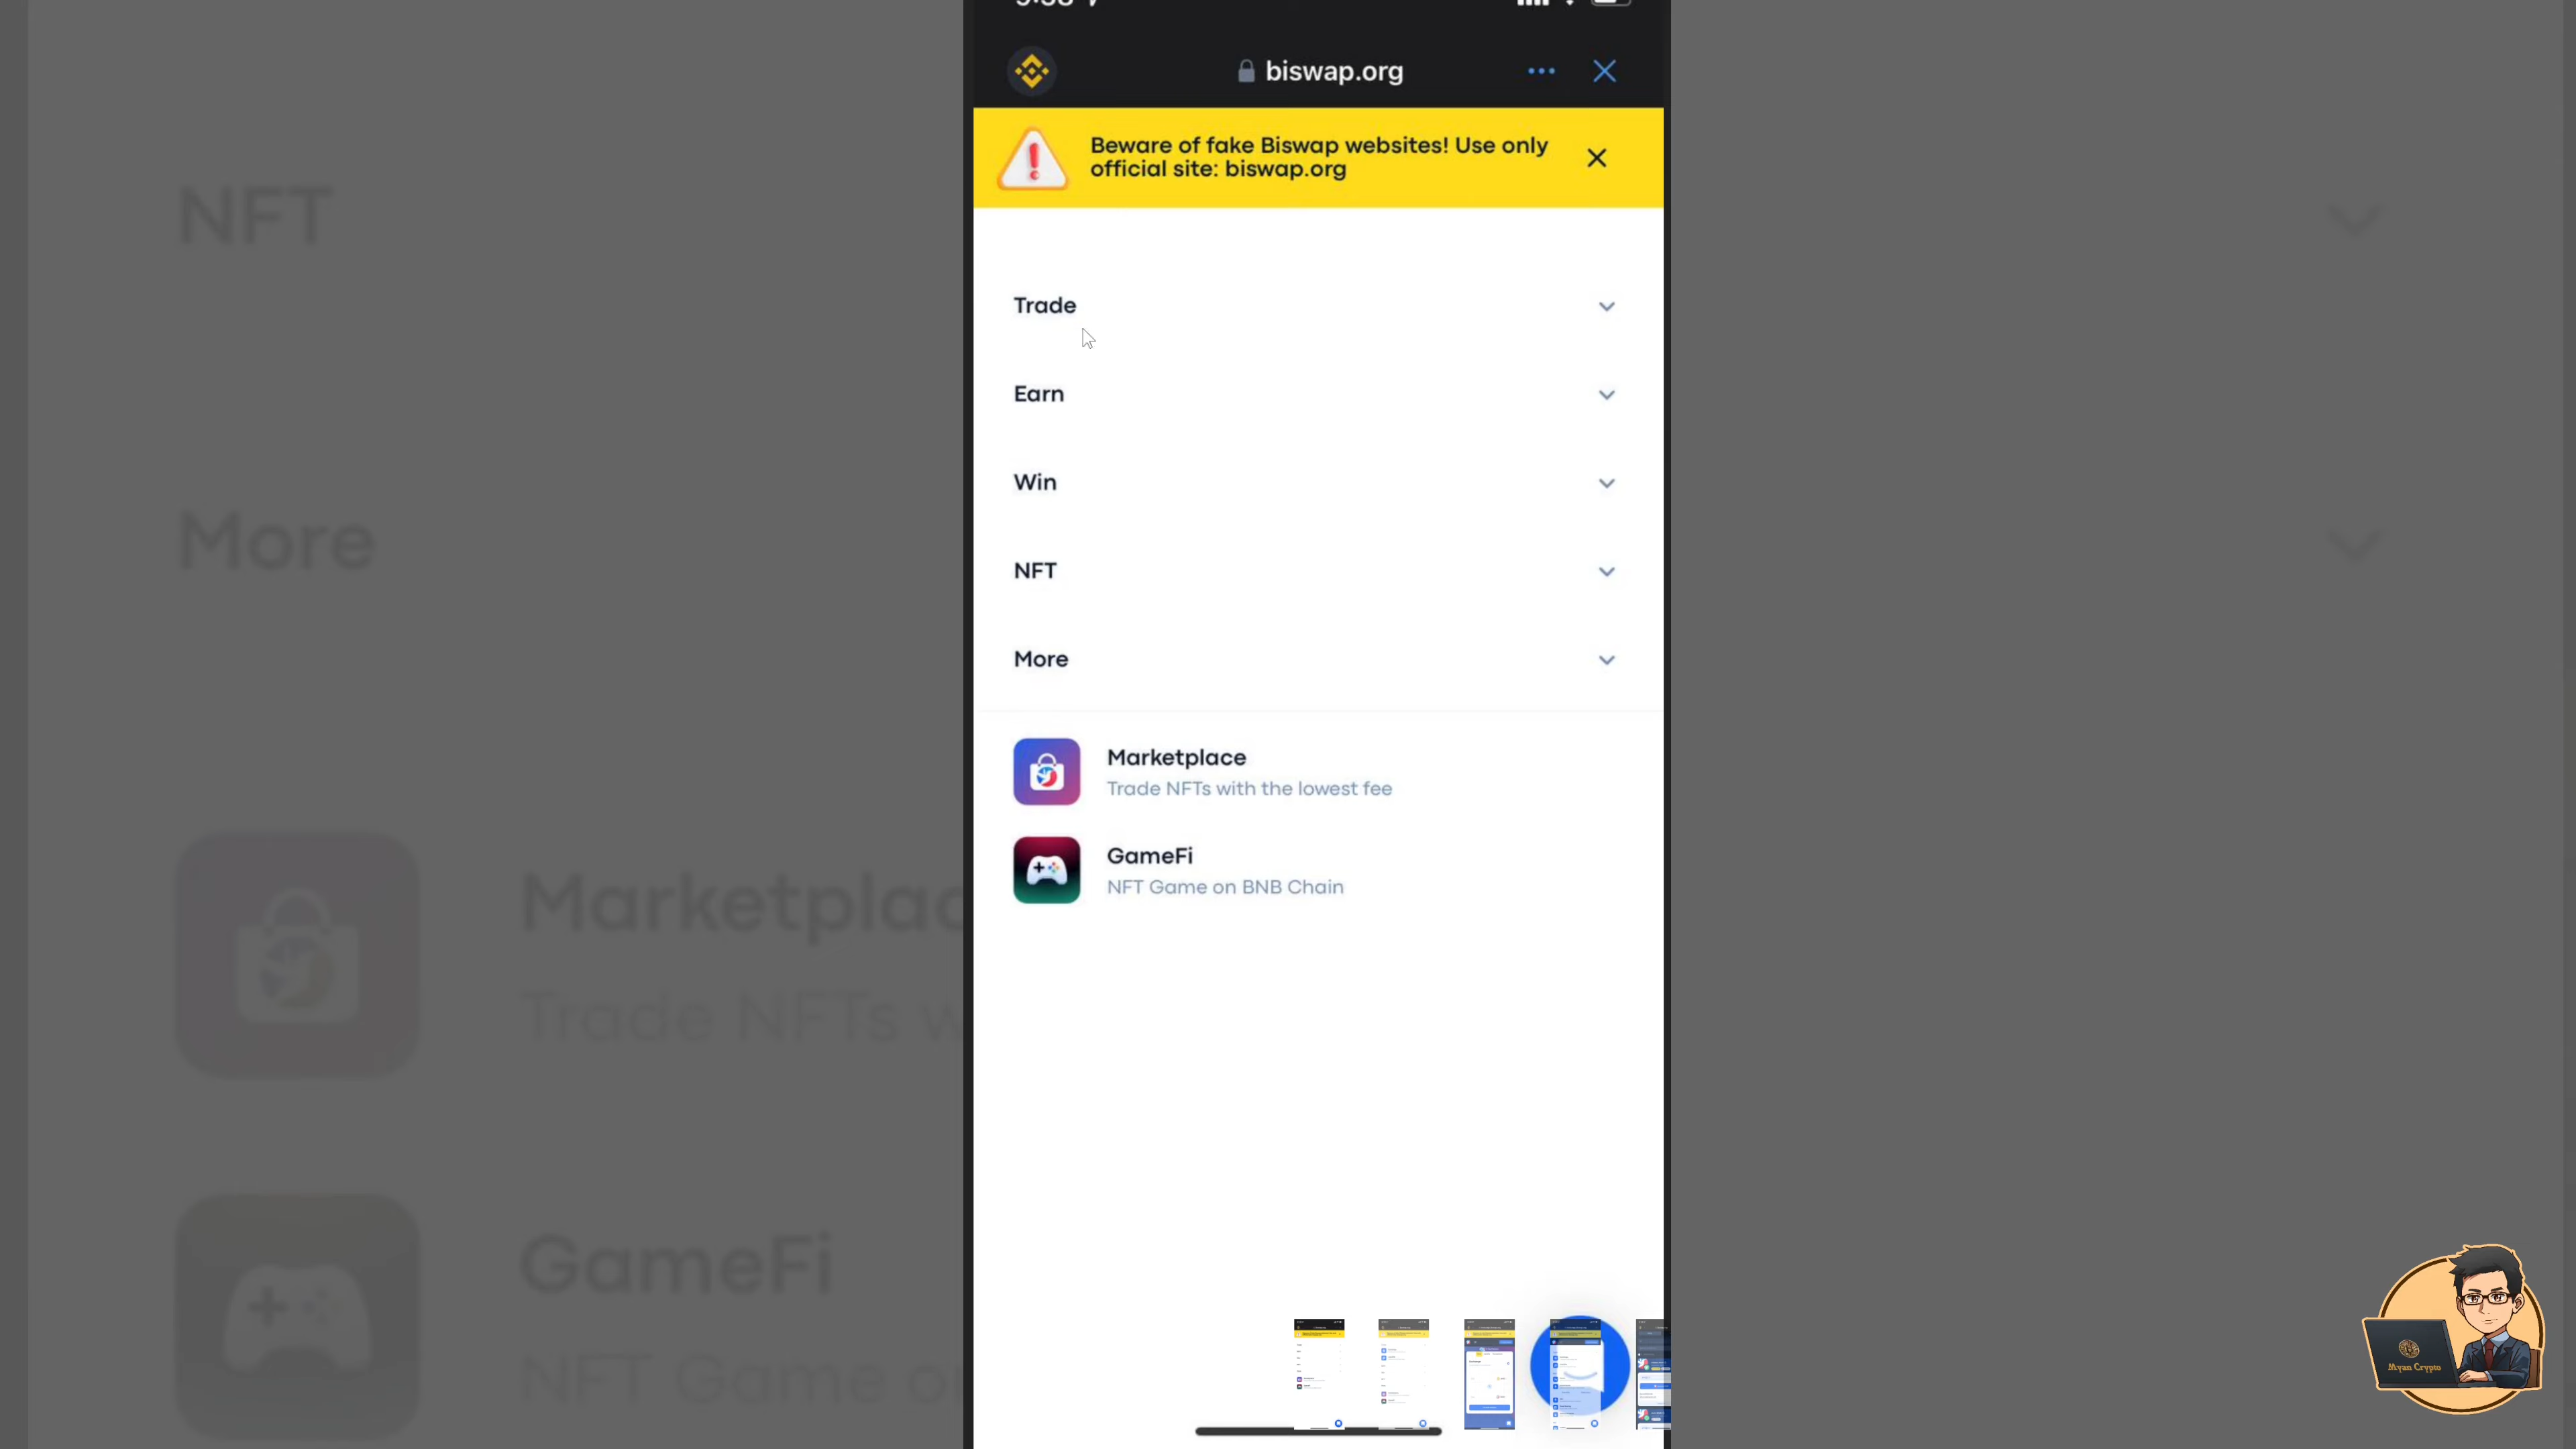 biswap.org
Beware of fake Biswap websites! Use only
official site: biswap.org
Trade
Earn
Win
NFT
More
Marketplace
Trade NFTs with the lowest fee
GameFi
NFT Game on BNB Chain
NFT
More
Marketplac
Trade NFTs w
GameFi
NFT Game on
Myan Crypto